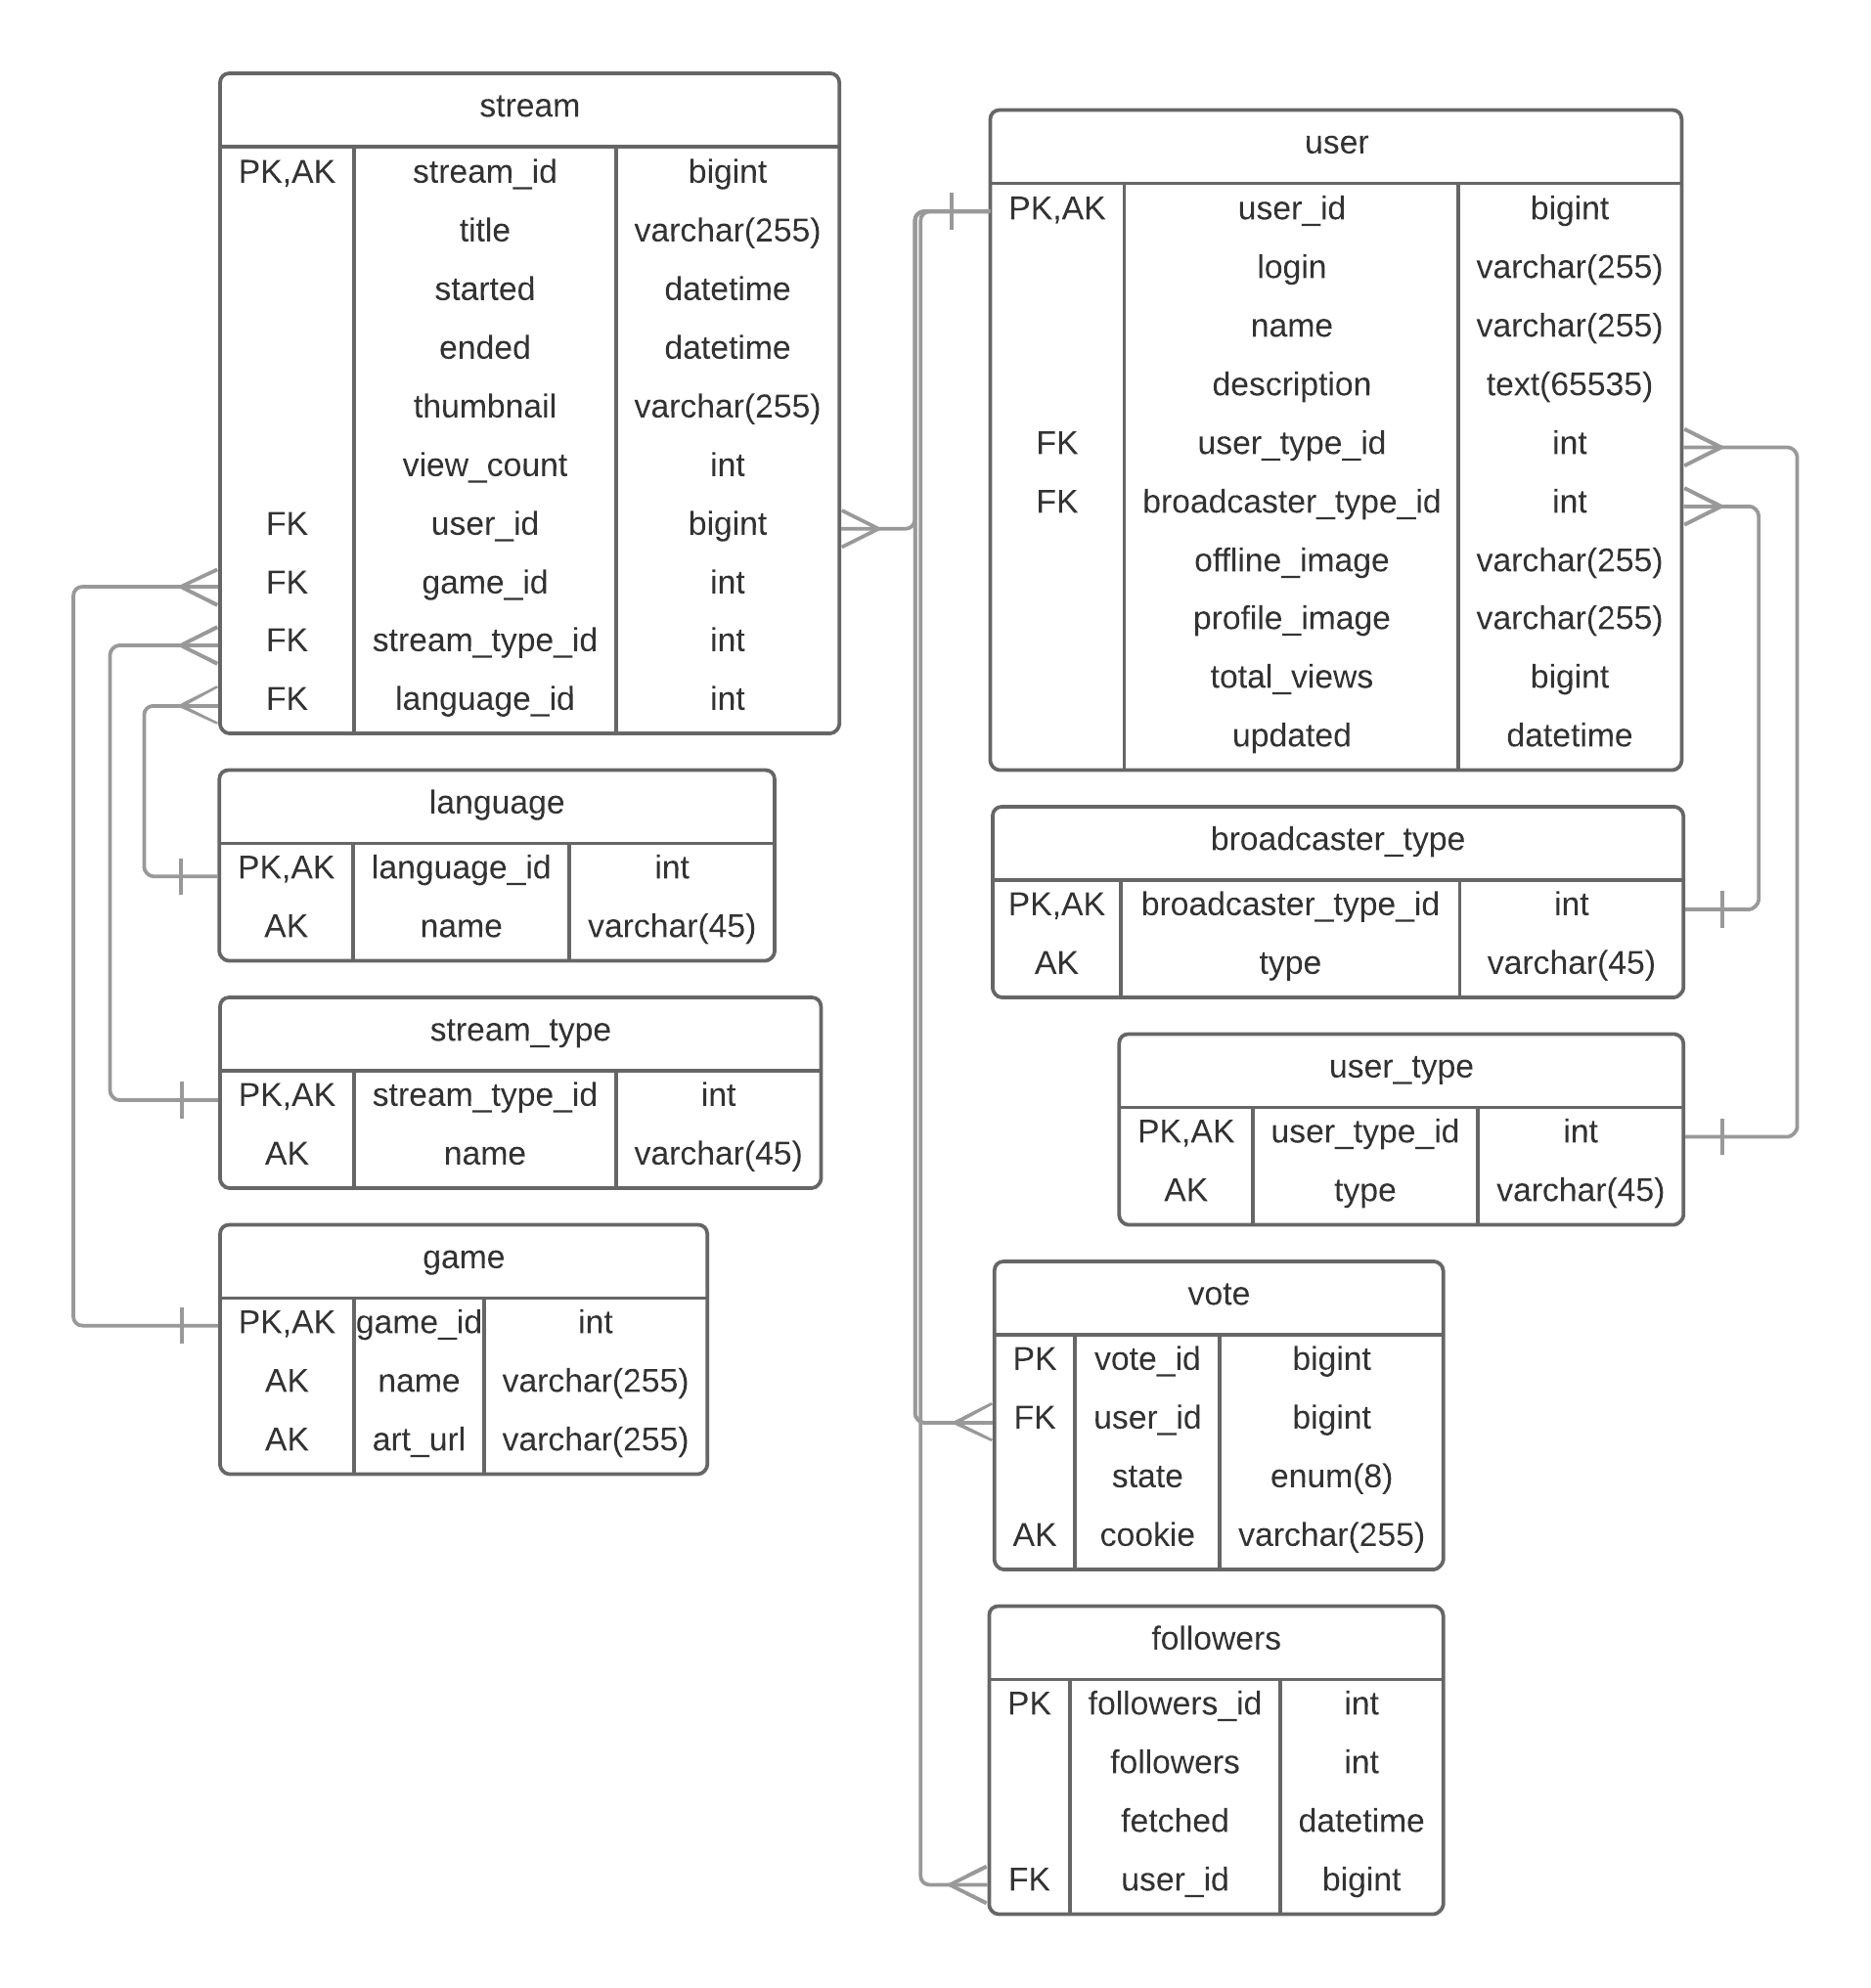 stream
PK,AK stream_id bigint
title varchar(255)
started datetime
ended datetime
thumbnail varchar(255)
view_count int
FK user_id bigint
FK game_id int
FK stream_type_id int
FK language_id int
language
PK,AK language_id int
AK name varchar(45)
stream_type
PK,AK stream_type_id int
AK name varchar(45)
game
PK,AK game_id int
AK name varchar(255)
AK art_url varchar(255)
user
PK,AK user_id bigint
login varchar(255)
name varchar(255)
description text(65535)
FK user_type_id int
FK broadcaster_type_id int
offline_image varchar(255)
profile_image varchar(255)
total_views bigint
updated datetime
broadcaster_type
PK,AK broadcaster_type_id int
AK type varchar(45)
user_type
PK,AK user_type_id int
AK type varchar(45)
vote
PK vote_id bigint
FK user_id bigint
state enum(8)
AK cookie varchar(255)
followers
PK followers_id int
followers int
fetched datetime
FK user_id bigint